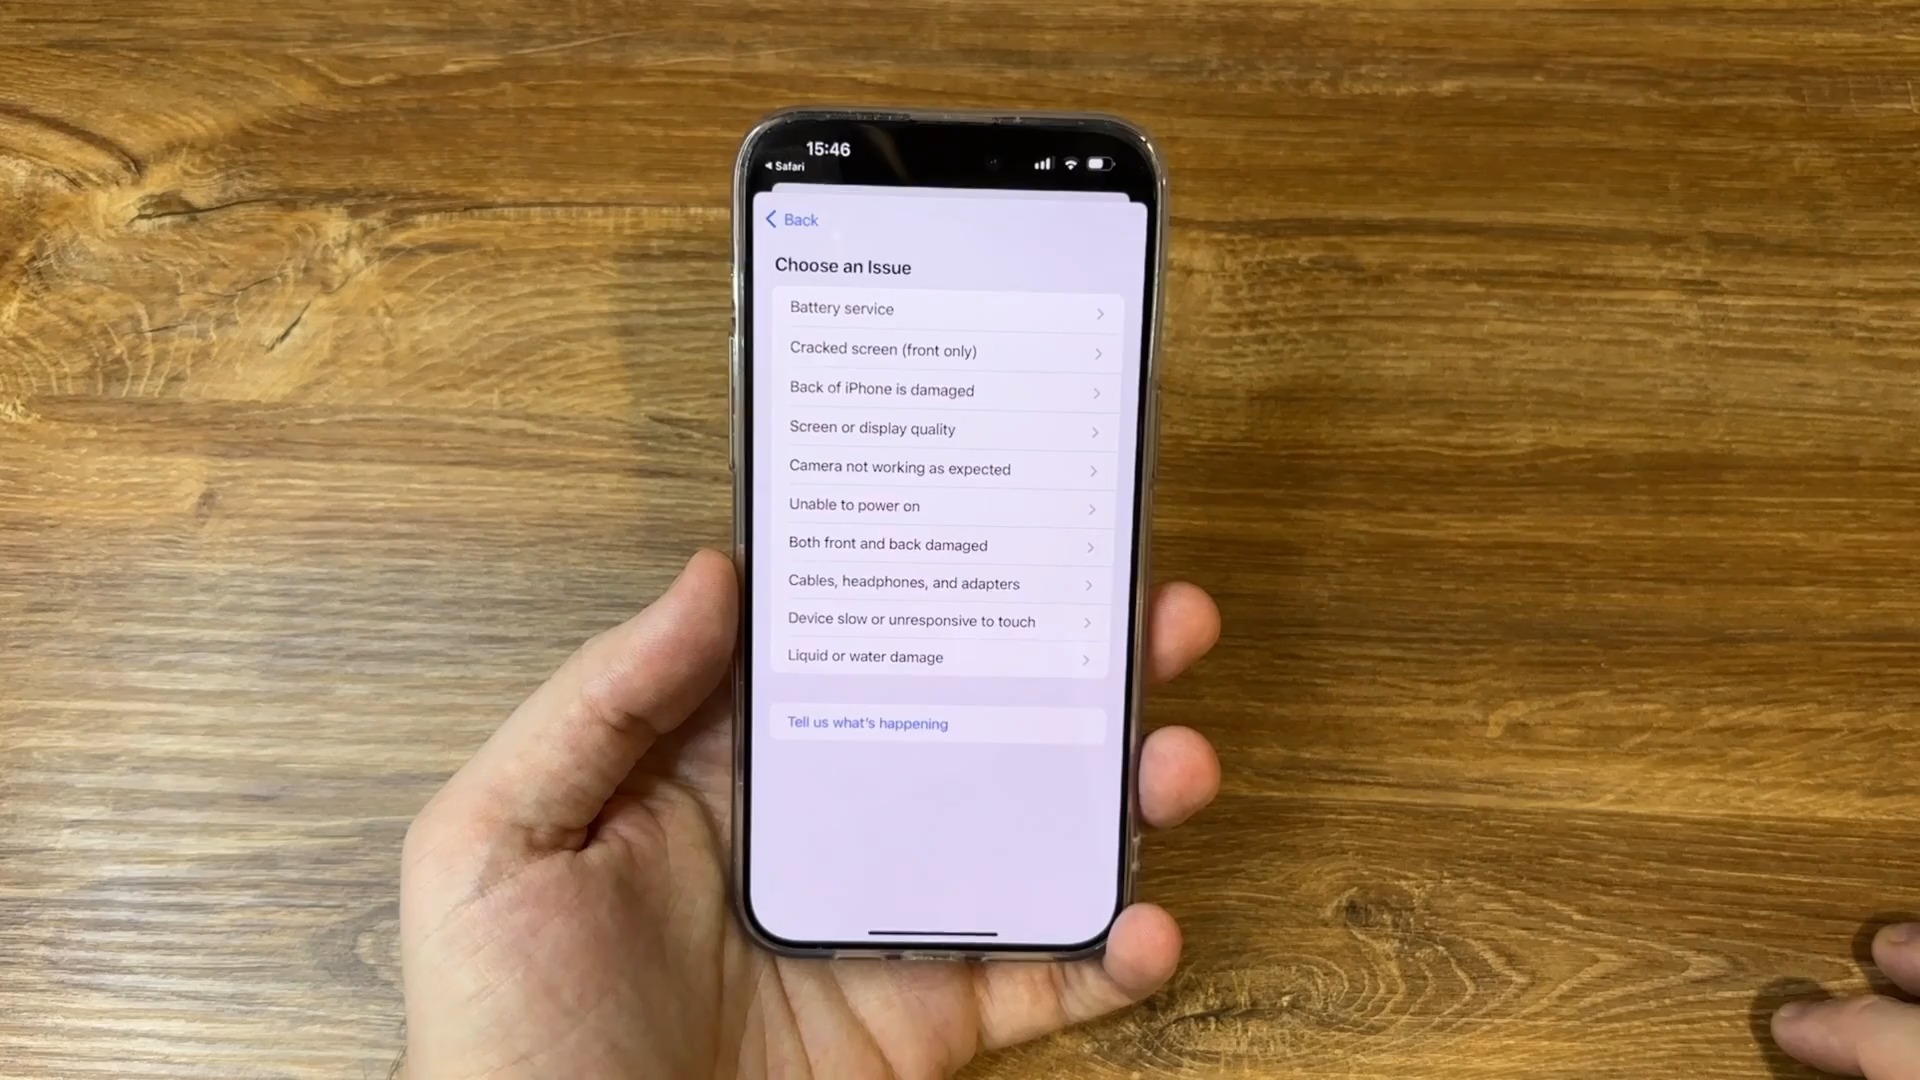 15:46
Safari
Back
Choose an Issue
Battery service
Cracked screen (front only)
Back of iPhone is damaged
Screen or display quality
Camera not working as expected
Unable to power on
Both front and back damaged
Cables, headphones, and adapters
Device slow or unresponsive to touch
Liquid or water damage
Tell us what's happening